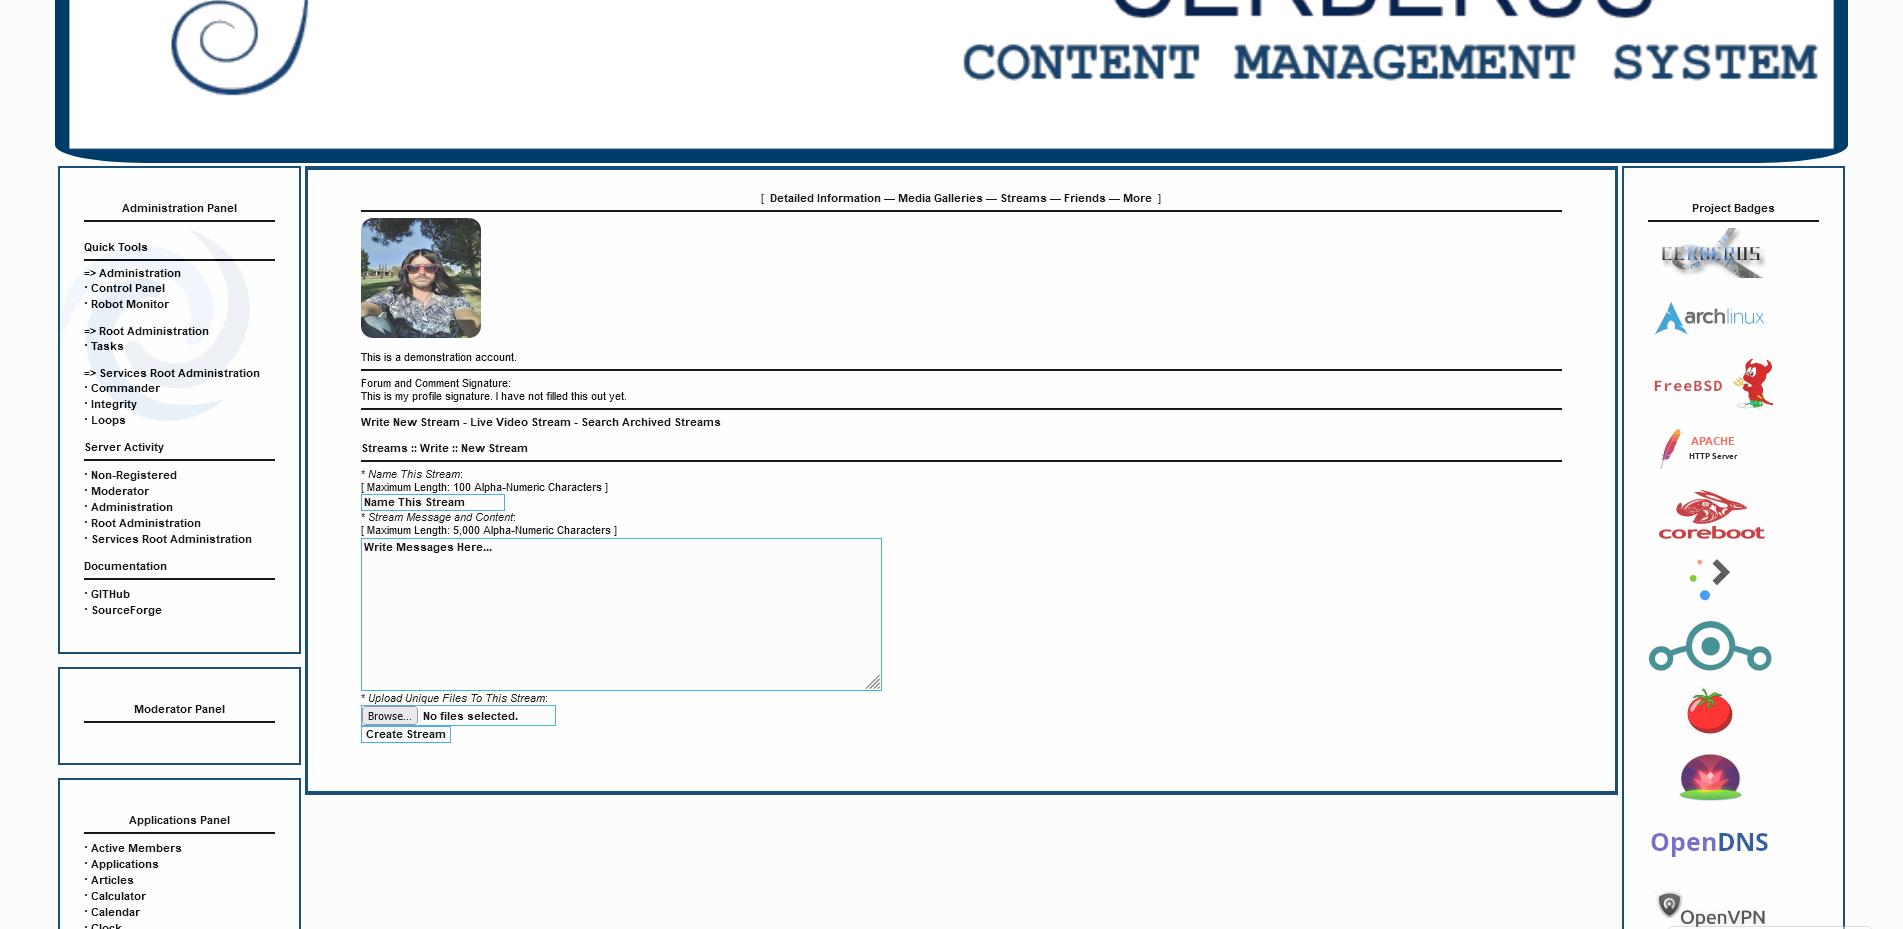 CERBERUS
CONTENT MANAGEMENT SYSTEM
Administration Panel
Quick Tools
=> Administration
· Control Panel
· Robot Monitor
=> Root Administration
· Tasks
=> Services Root Administration
· Commander
· Integrity
· Loops
Server Activity
· Non-Registered
· Moderator
· Administration
· Root Administration
· Services Root Administration
Documentation
· GITHub
· SourceForge
Moderator Panel
Applications Panel
· Active Members
· Applications
· Articles
· Calculator
· Calendar
· Clock
[ Detailed Information — Media Galleries — Streams — Friends — More ]
This is a demonstration account.
Forum and Comment Signature:
This is my profile signature. I have not filled this out yet.
Write New Stream - Live Video Stream - Search Archived Streams
Streams :: Write :: New Stream
* Name This Stream:
[ Maximum Length: 100 Alpha-Numeric Characters ]
Name This Stream
* Stream Message and Content:
[ Maximum Length: 5,000 Alpha-Numeric Characters ]
Write Messages Here...
* Upload Unique Files To This Stream:
Browse... No files selected.
Create Stream
Project Badges
CERBERUS
archlinux
FreeBSD
APACHE
HTTP Server
coreboot
OpenDNS
OpenVPN